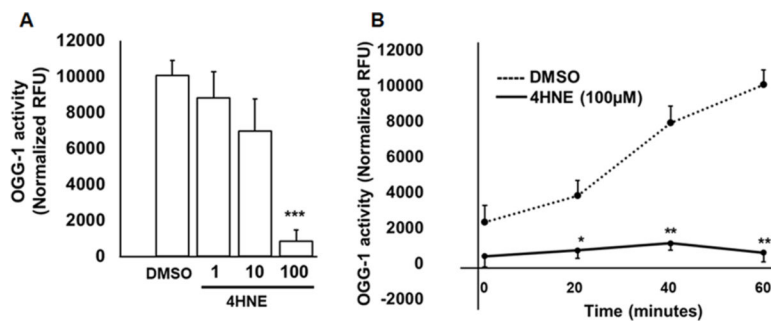 A
OGG-1 activity
(Normalized RFU)
12000
10000
8000
6000
4000
2000
0
***
DMSO 1 10 100
4HNE
B
OGG-1 activity (Normalized RFU)
12000
10000
8000
6000
4000
2000
0
-2000
DMSO
4HNE (100µM)
* ** **
0 20 40 60
Time (minutes)